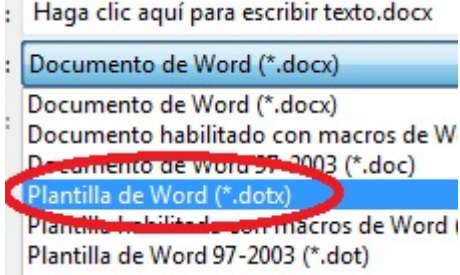 : Haga clic aquí para escribir texto.docx
: Documento de Word (*.docx)
Documento de Word (*.docx)
: Documento habilitado con macros de W
Documento de Word 97-2003 (*.doc)
Plantilla de Word (*.dotx)
Plantilla habilitada con macros de Word (
Plantilla de Word 97-2003 (*.dot)